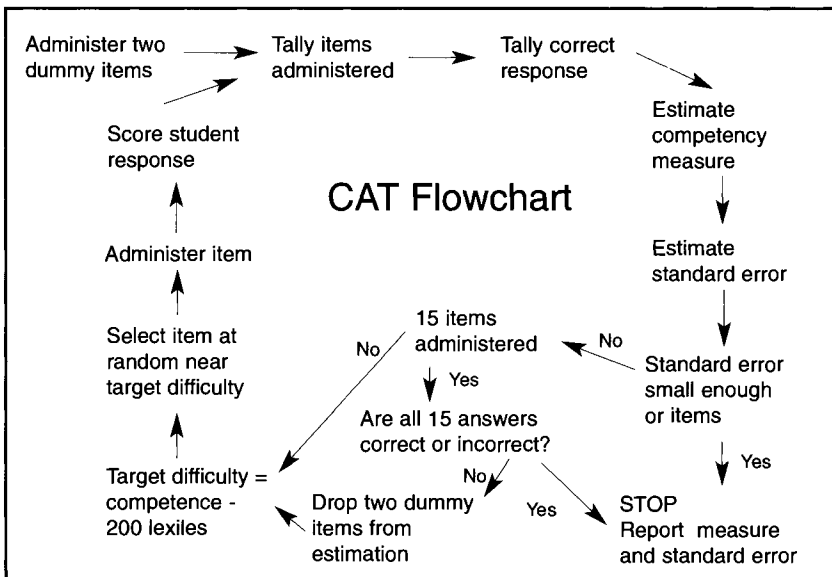 Administer two
dummy items
Tally items
administered
Tally correct
response
Estimate
competency
measure
Score student
response
CAT Flowchart
Administer item
Estimate
standard error
15 items
administered
No
No
Select item at
random near
target difficulty
Standard error
small enough
or items
Yes
Are all 15 answers
correct or incorrect?
Yes
Target difficulty =
competence -
200 lexiles
No
Drop two dummy
items from
estimation
Yes
STOP
Report measure
and standard error